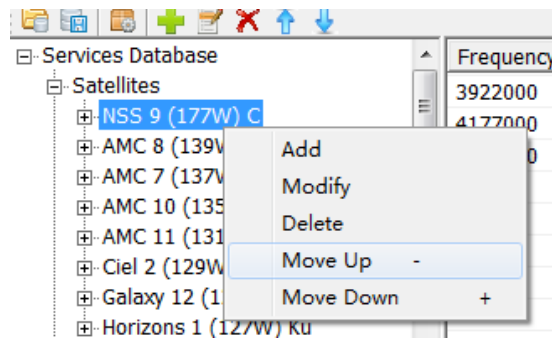 Services Database
Satellites
NSS 9 (177W) C
AMC 8 (139W
AMC 7 (137W
AMC 10 (135
AMC 11 (131
Ciel 2 (129W
Galaxy 12 (1
Horizons 1 (127W) Ku
Frequency
3922000
4177000
0
Add
Modify
Delete
Move Up -
Move Down +